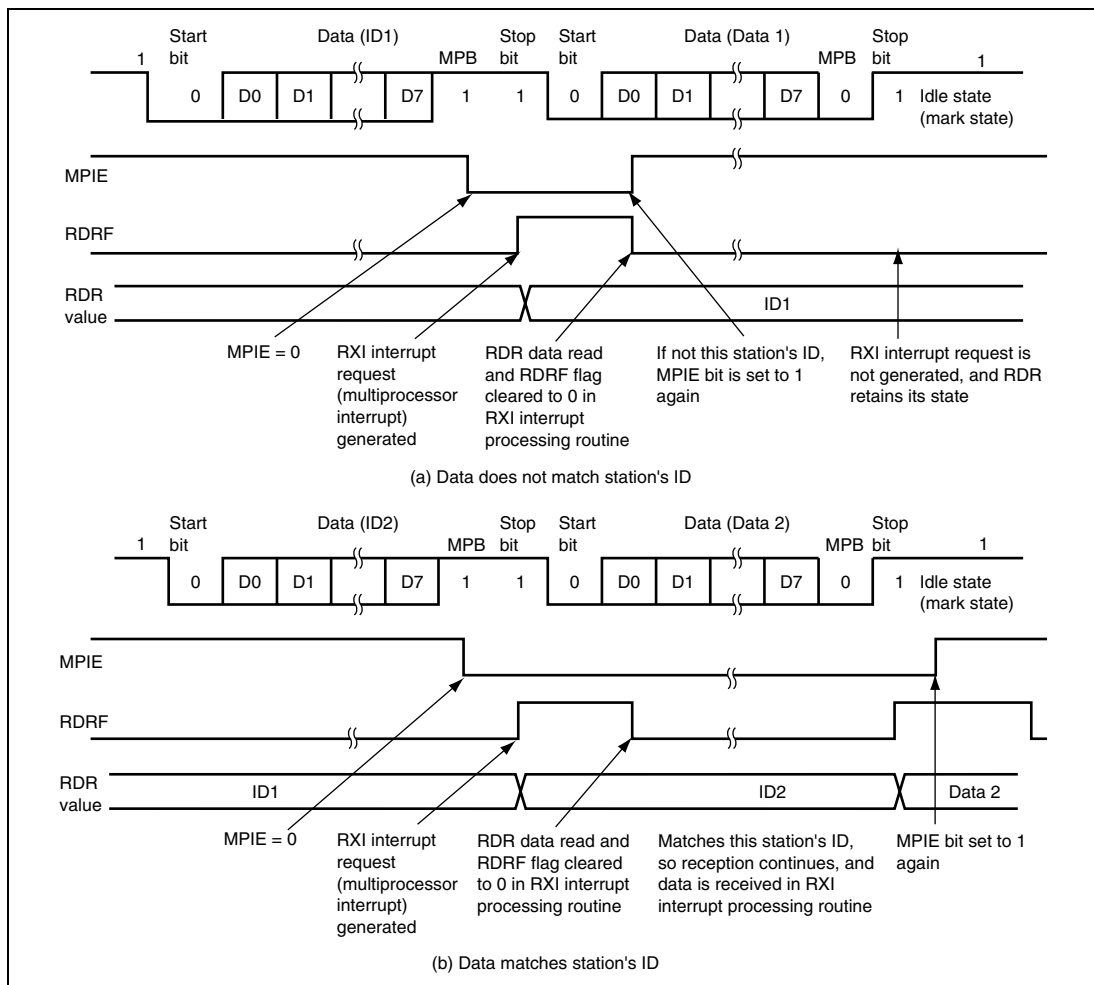 Start bit Data (ID1) MPB Stop bit Start bit Data (Data 1) MPB Stop bit
1 1
0 D0 D1 D7 1 1 0 D0 D1 D7 0 1 Idle state (mark state)
MPIE
RDRF
RDR value
ID1
MPIE = 0
RXI interrupt
request
(multiprocessor
interrupt)
generated
RDR data read
and RDRF flag
cleared to 0 in
RXI interrupt
processing routine
If not this station's ID,
MPIE bit is set to 1
again
RXI interrupt request is
not generated, and RDR
retains its state
(a) Data does not match station's ID
Start bit Data (ID2) MPB Stop bit Start bit Data (Data 2) MPB Stop bit
1 1
0 D0 D1 D7 1 1 0 D0 D1 D7 0 1 Idle state (mark state)
MPIE
RDRF
RDR value
ID1 ID2 Data 2
MPIE = 0
RXI interrupt
request
(multiprocessor
interrupt)
generated
RDR data read and
RDRF flag cleared
to 0 in RXI interrupt
processing routine
Matches this station's ID,
so reception continues, and
data is received in RXI
interrupt processing routine
MPIE bit set to 1
again
(b) Data matches station's ID